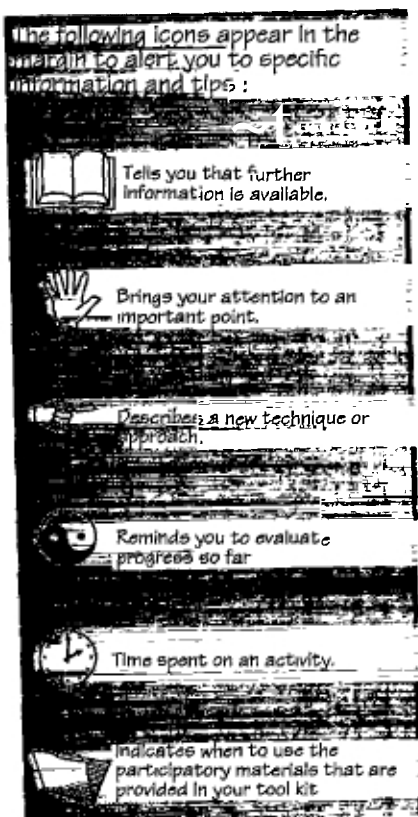 The following icons appear in the
margin to alert you to specific
information and tips :
Tells you that further
information is available.
Brings your attention to an
important point.
Describes a new technique or
approach.
Reminds you to evaluate
progress so far
Time spent on an activity.
Indicates when to use the
participatory materials that are
provided in your tool kit